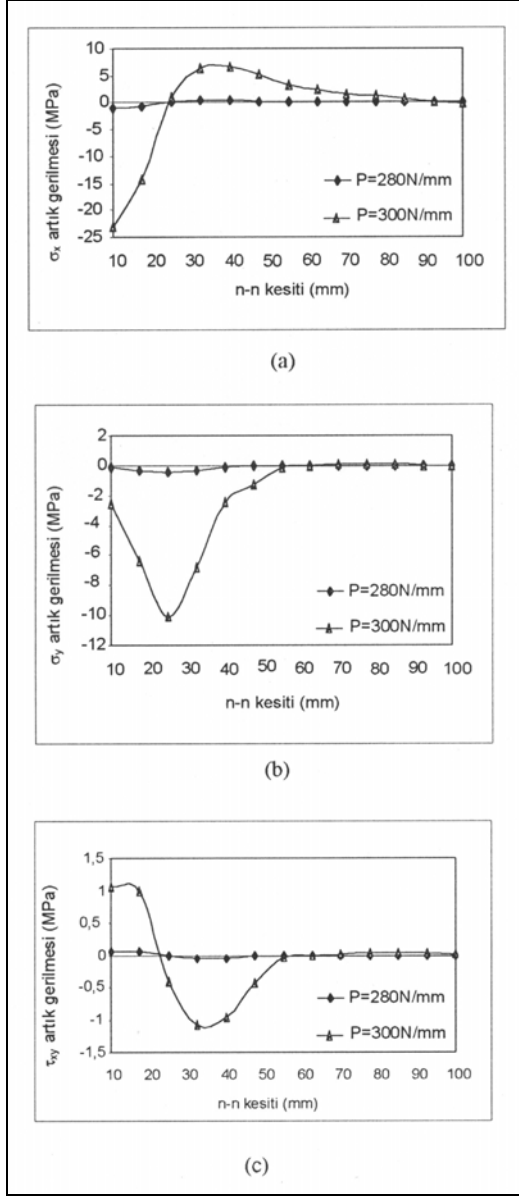 10
5
0
-5
-10
-15
-20
-25
σx artık gerilmesi (MPa)
P=280N/mm
P=300N/mm
10 20 30 40 50 60 70 80 90 100
n-n kesiti (mm)
(a)
2
0
-2
-4
-6
-8
-10
-12
σy artık gerilmesi (MPa)
P=280N/mm
P=300N/mm
10 20 30 40 50 60 70 80 90 100
n-n kesiti (mm)
(b)
1,5
1
0,5
0
-0,5
-1
-1,5
τxy artık gerilmesi (MPa)
P=280N/mm
P=300N/mm
10 20 30 40 50 60 70 80 90 100
n-n kesiti (mm)
(c)